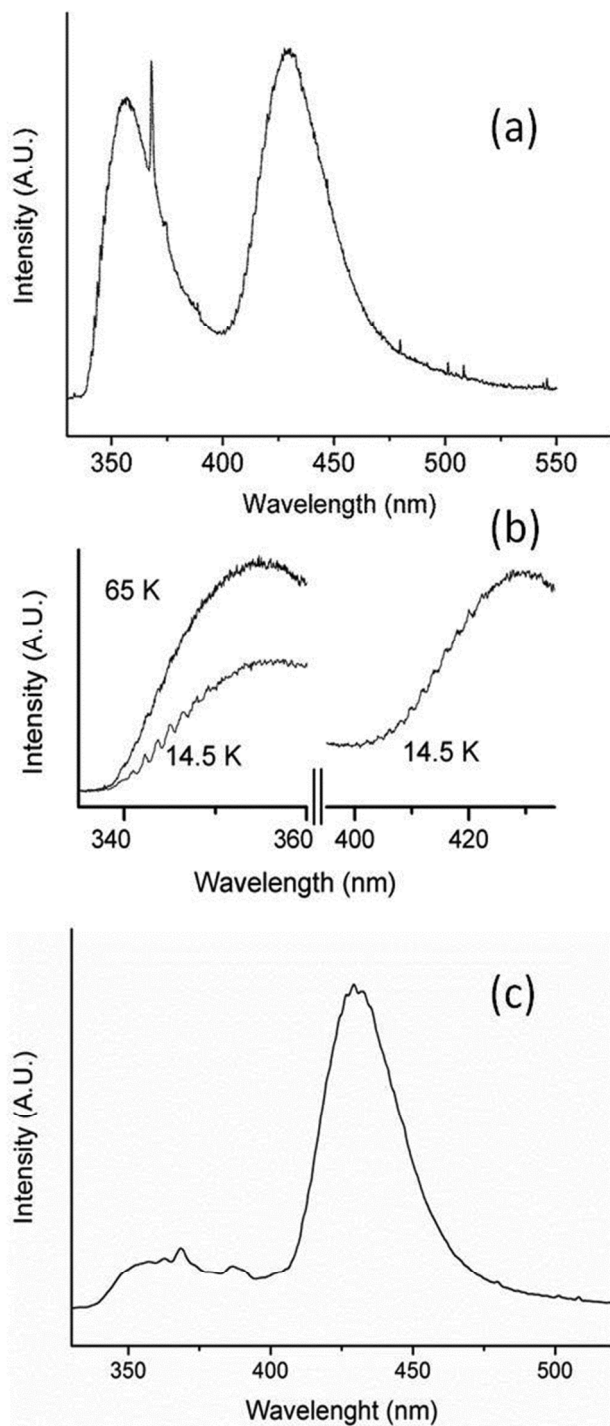 (a)
Intensity (A.U.)
350 400 450 500 550
Wavelength (nm)
(b)
Intensity (A.U.)
65 K
14.5 K
14.5 K
340 360 400 420
Wavelength (nm)
(c)
Intensity (A.U.)
350 400 450 500
Wavelenght (nm)